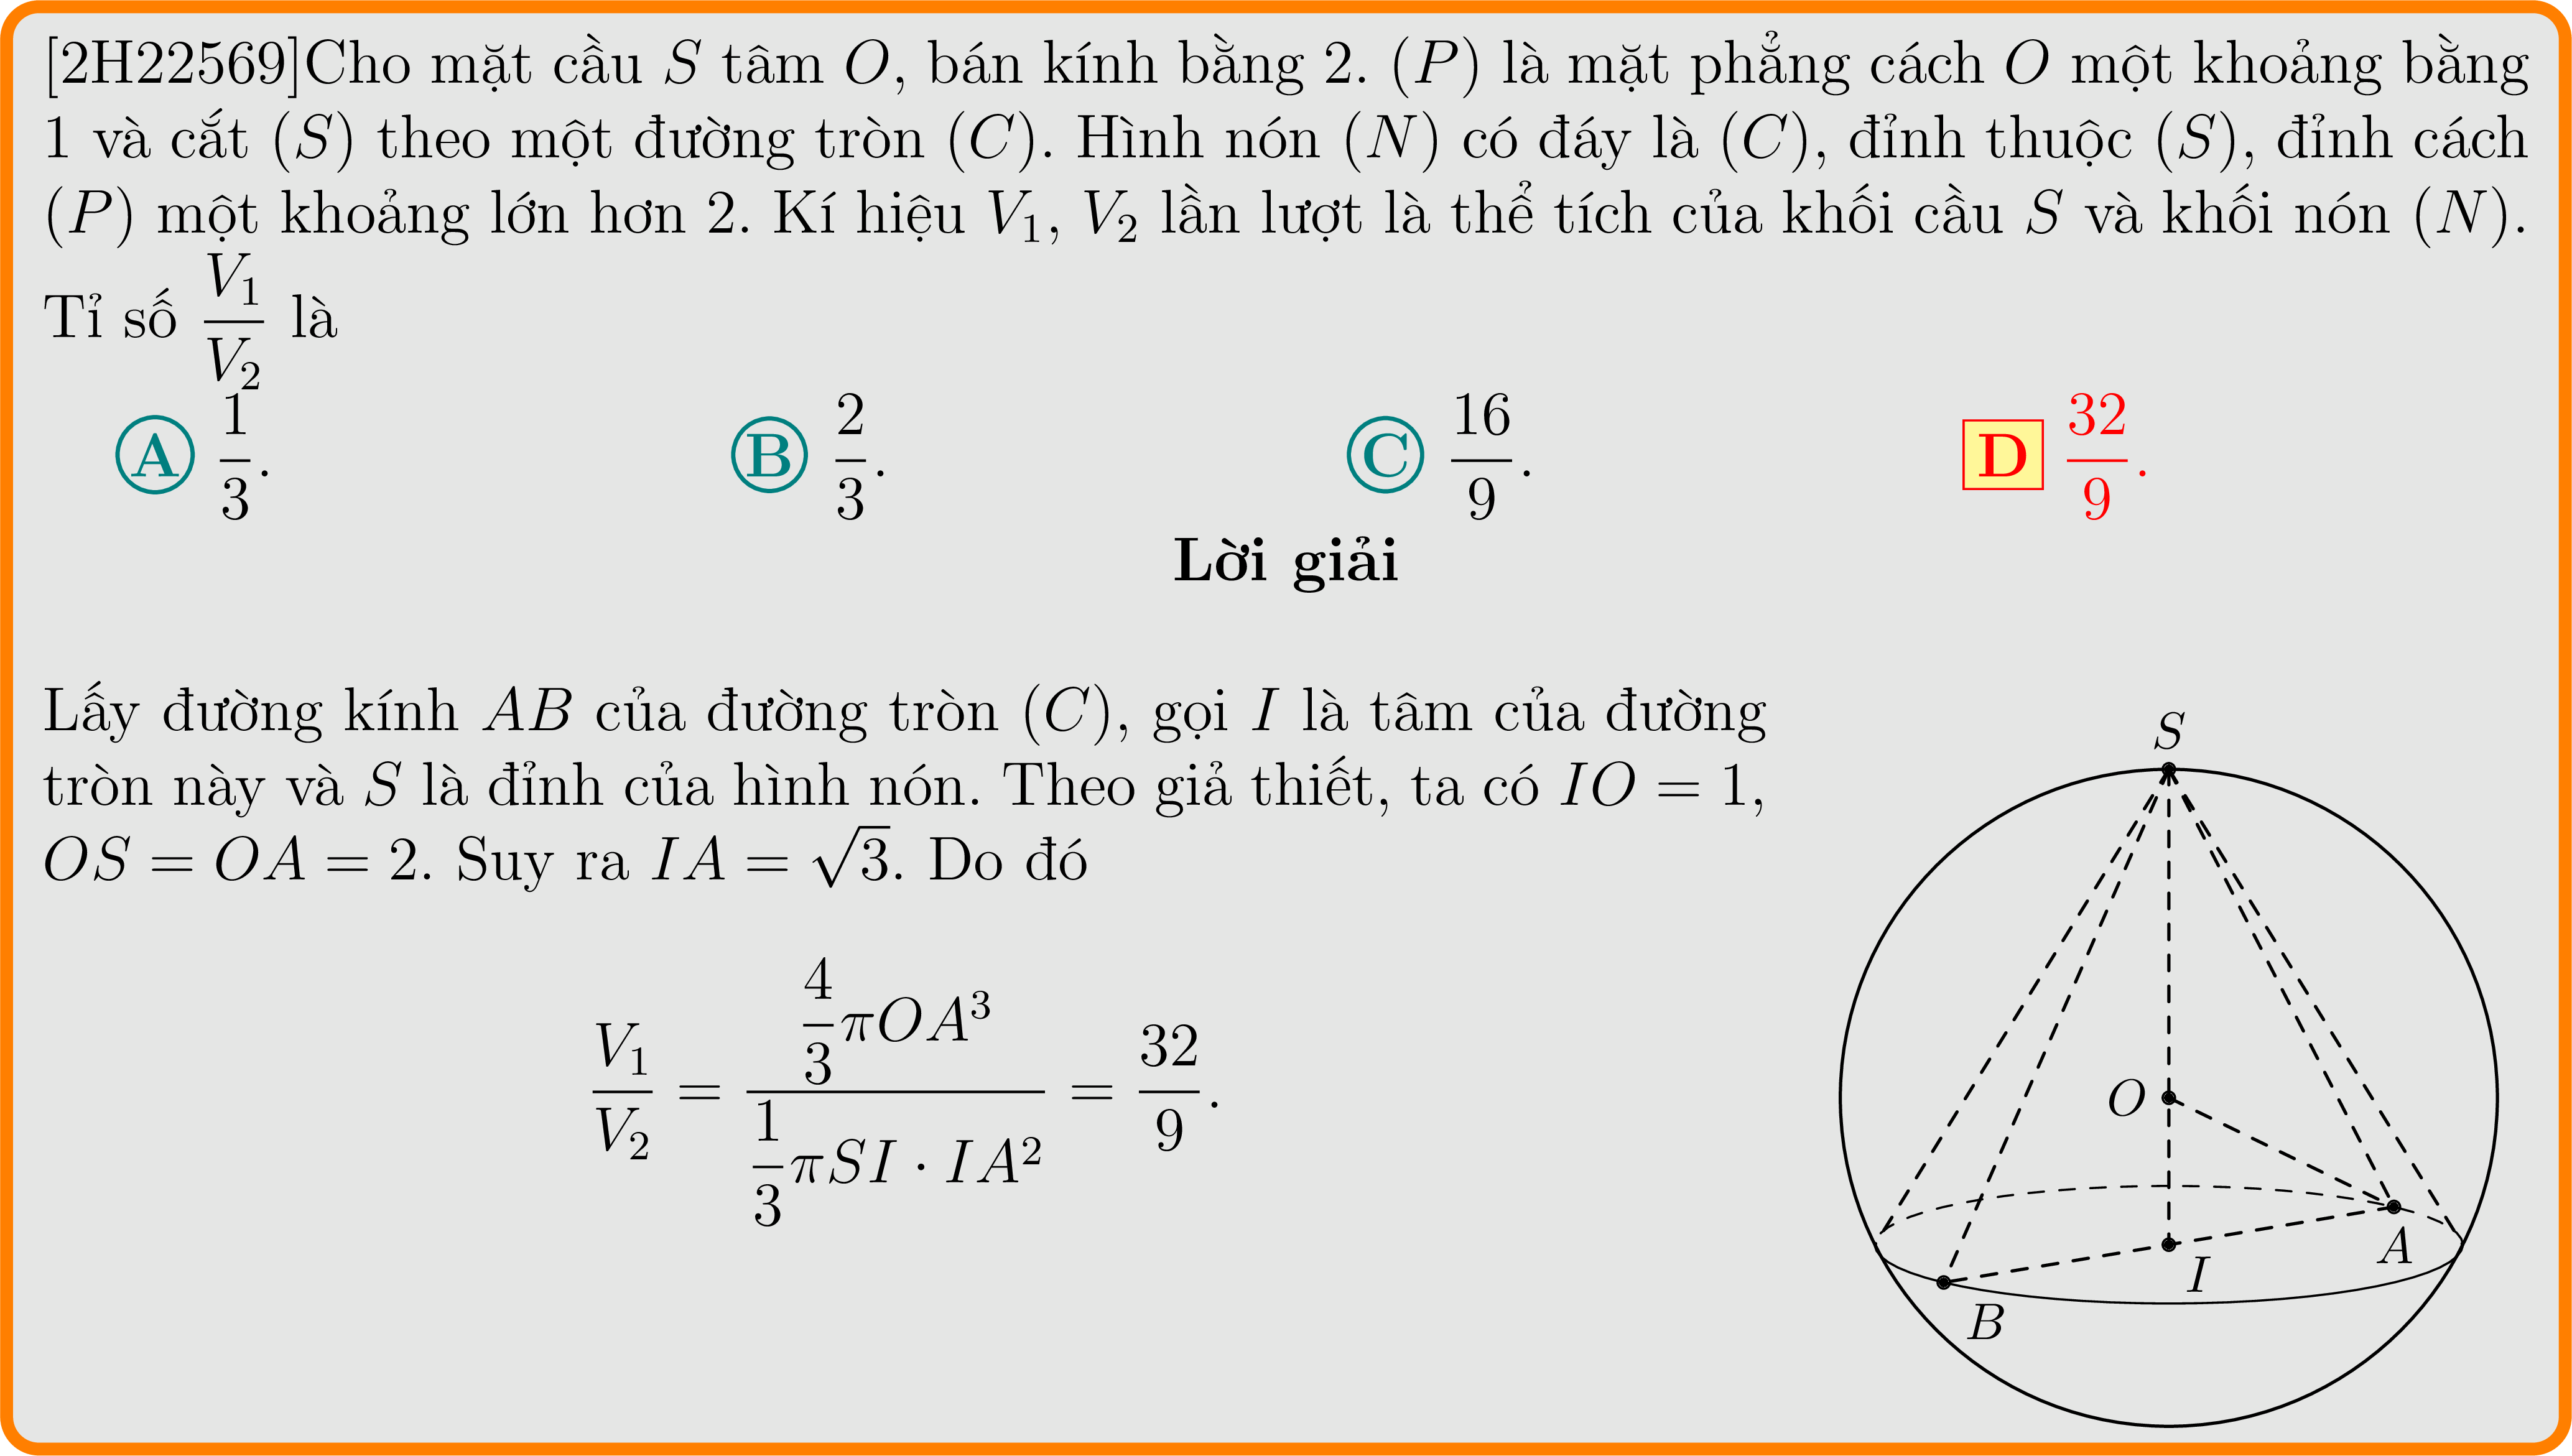 [2H22569]Cho mặt cầu S tâm O, bán kính bằng 2. (P) là mặt phẳng cách O một khoảng bằng
1 và cắt (S) theo một đường tròn (C). Hình nón (N) có đáy là (C), đỉnh thuộc (S), đỉnh cách
(P) một khoảng lớn hơn 2. Kí hiệu V₁, V₂ lần lượt là thể tích của khối cầu S và khối nón (N).
Tỉ số \frac{V_1}{V_2} là
A \frac{1}{3}. B \frac{2}{3}. C \frac{16}{9}. D \frac{32}{9}.
Lời giải
Lấy đường kính AB của đường tròn (C), gọi I là tâm của đường
tròn này và S là đỉnh của hình nón. Theo giả thiết, ta có IO = 1,
OS = OA = 2. Suy ra IA = \sqrt{3}. Do đó
\frac{V_1}{V_2} = \frac{\frac{4}{3}\pi OA^3}{\frac{1}{3}\pi SI \cdot IA^2} = \frac{32}{9}.
S
O
A
I
B